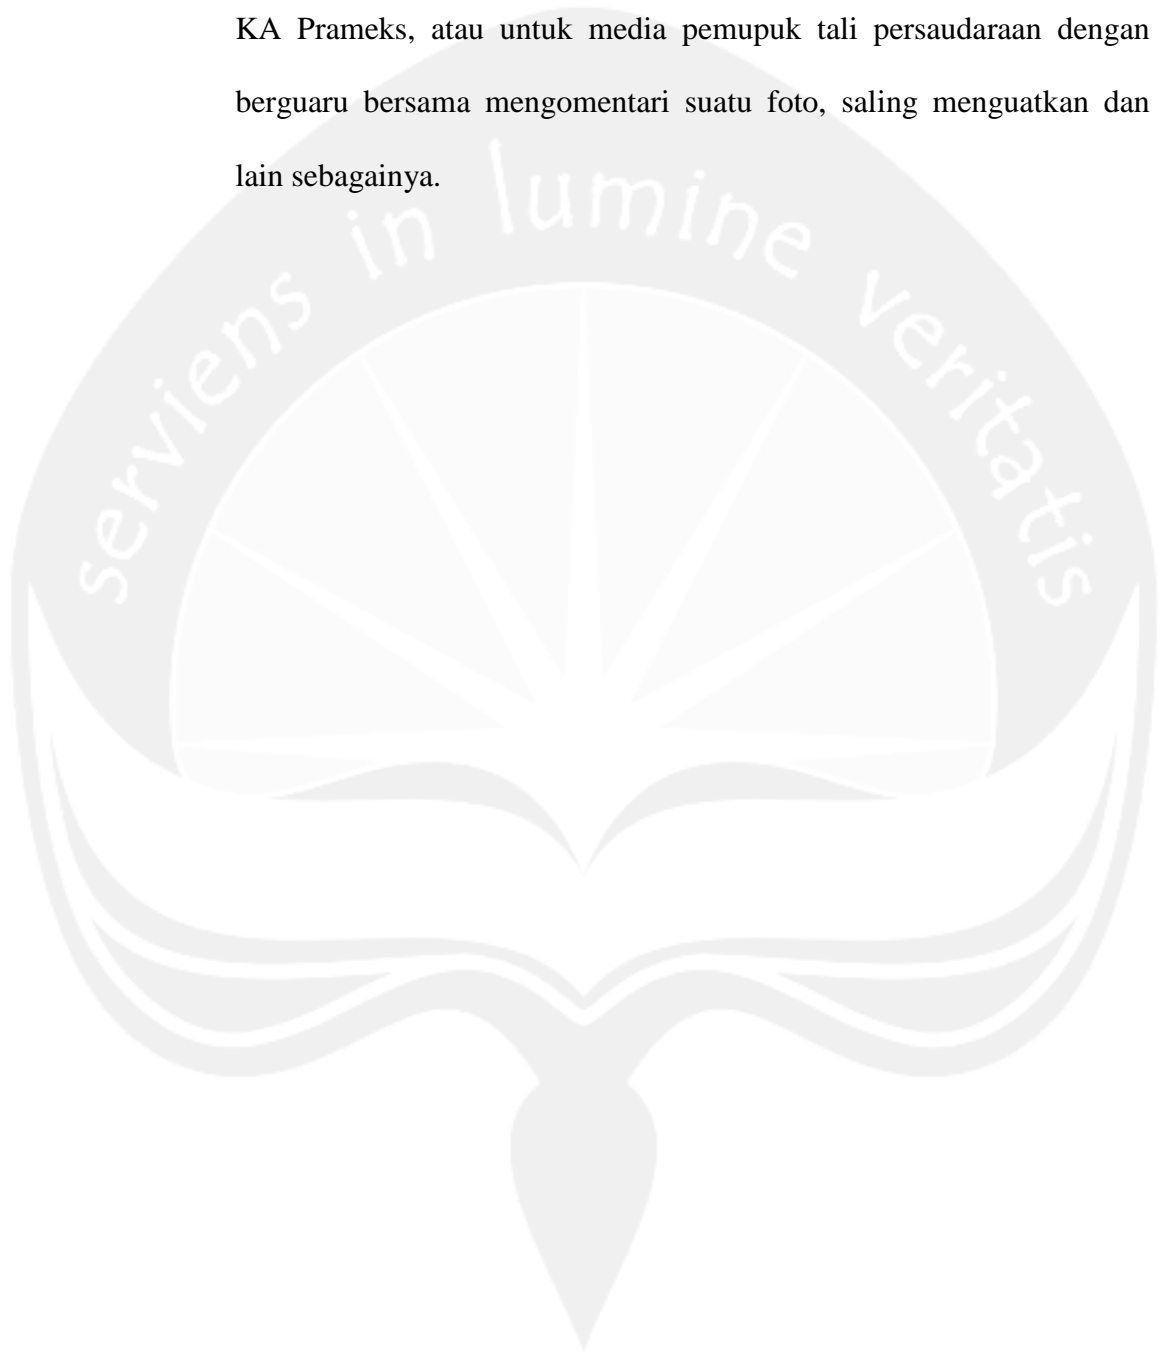 KA Prameks, atau untuk media pemupuk tali persaudaraan dengan
berguaru bersama mengomentari suatu foto, saling menguatkan dan
lain sebagainya.
serviens in lumine veritatis